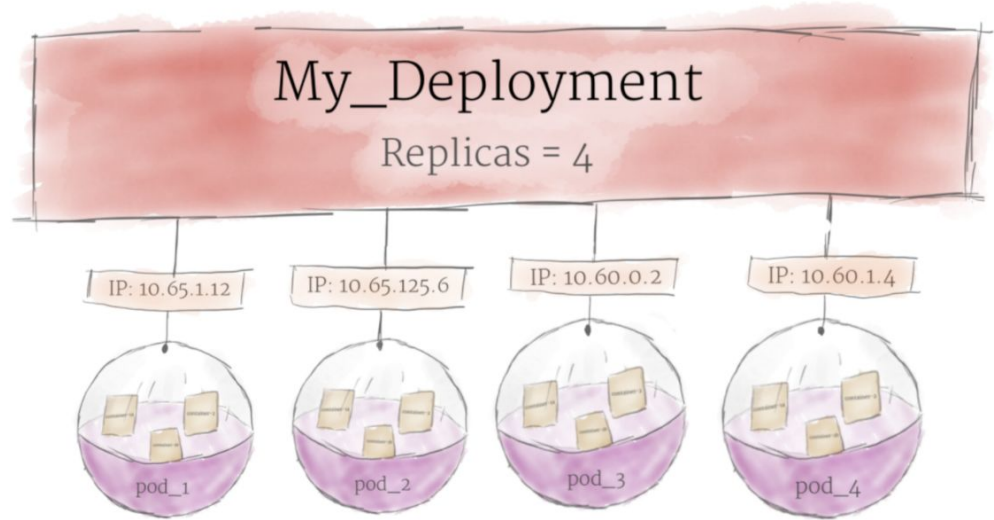 My_Deployment
Replicas = 4
IP: 10.65.1.12
IP: 10.65.125.6
IP: 10.60.0.2
IP: 10.60.1.4
pod_1
pod_2
pod_3
pod_4